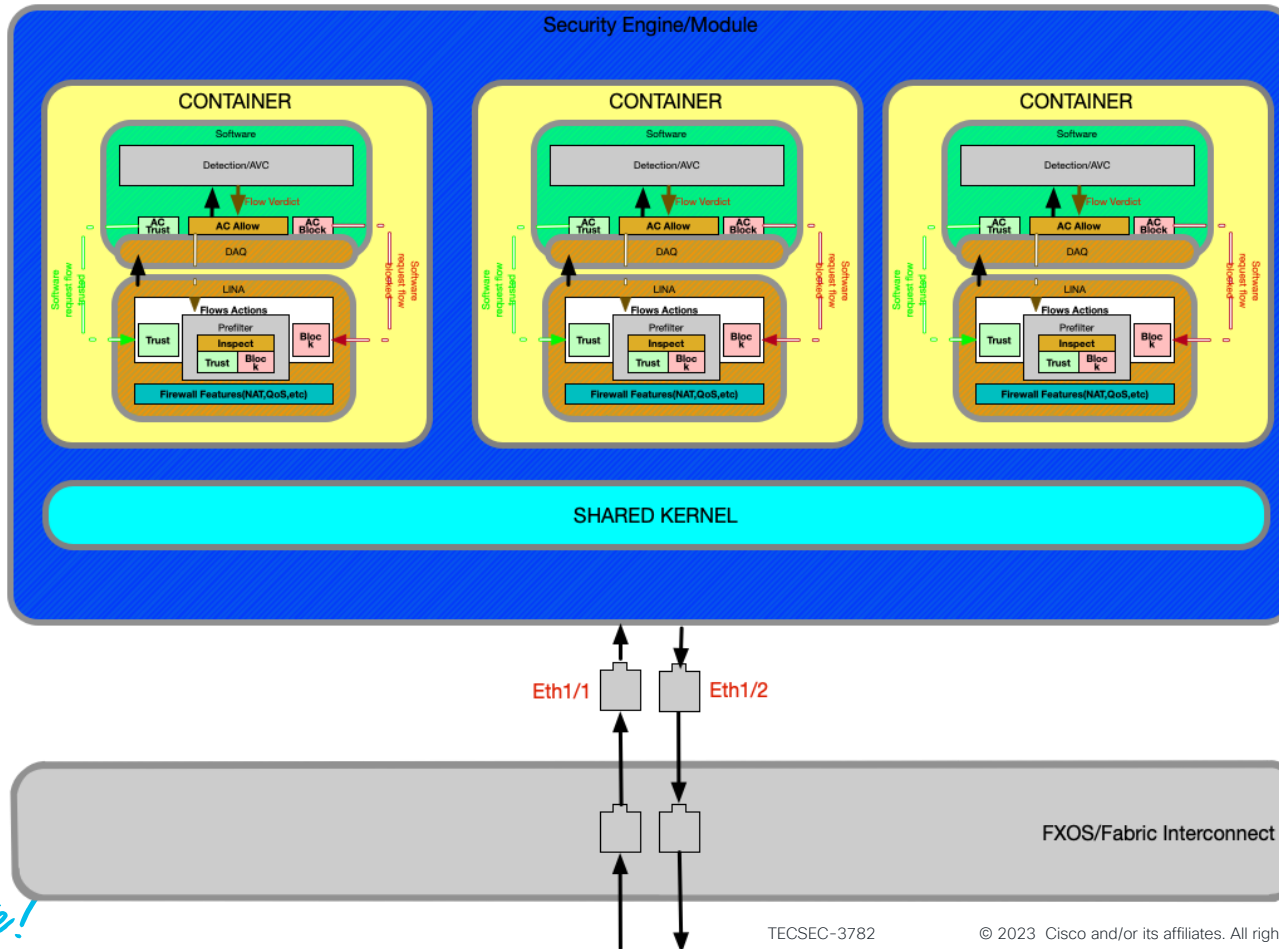 Security Engine/Module
CONTAINER
Software
Detection/AVC
Flow Verdict
AC
Trust
AC Allow
AC
Block
DAQ
Software
request flow
trusted
Software
request flow
blocked
LINA
Flows Actions
Trust
Prefilter
Inspect
Trust
Bloc
k
Bloc
k
Firewall Features(NAT,QoS,etc)
CONTAINER
Software
Detection/AVC
Flow Verdict
AC
Trust
AC Allow
AC
Block
DAQ
Software
request flow
trusted
Software
request flow
blocked
LINA
Flows Actions
Trust
Prefilter
Inspect
Trust
Bloc
k
Bloc
k
Firewall Features(NAT,QoS,etc)
CONTAINER
Software
Detection/AVC
Flow Verdict
AC
Trust
AC Allow
AC
Block
DAQ
Software
request flow
trusted
Software
request flow
blocked
LINA
Flows Actions
Trust
Prefilter
Inspect
Trust
Bloc
k
Bloc
k
Firewall Features(NAT,QoS,etc)
SHARED KERNEL
Eth1/1
Eth1/2
FXOS/Fabric Interconnect
TECSEC-3782
© 2023 Cisco and/or its affiliates. All righ